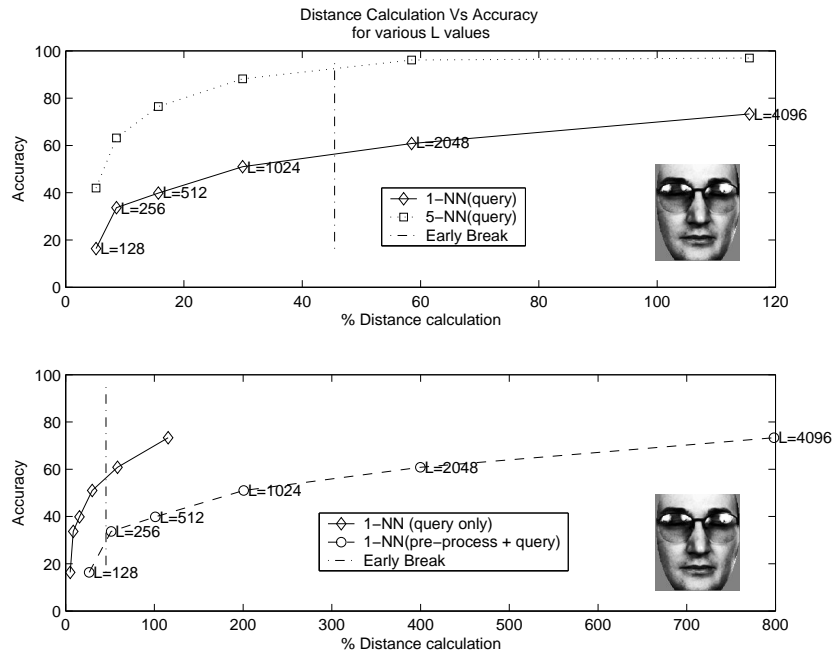 Distance Calculation Vs Accuracy
for various L values
100
80
60
40
20
0
Accuracy
L=128
L=256
L=512
L=1024
L=2048
L=4096
1−NN(query)
5−NN(query)
Early Break
0 20 40 60 80 100 120
% Distance calculation
100
80
60
40
20
0
Accuracy
L=128
L=256
L=512
L=1024
L=2048
L=4096
1−NN (query only)
1−NN(pre−process + query)
Early Break
0 100 200 300 400 500 600 700 800
% Distance calculation